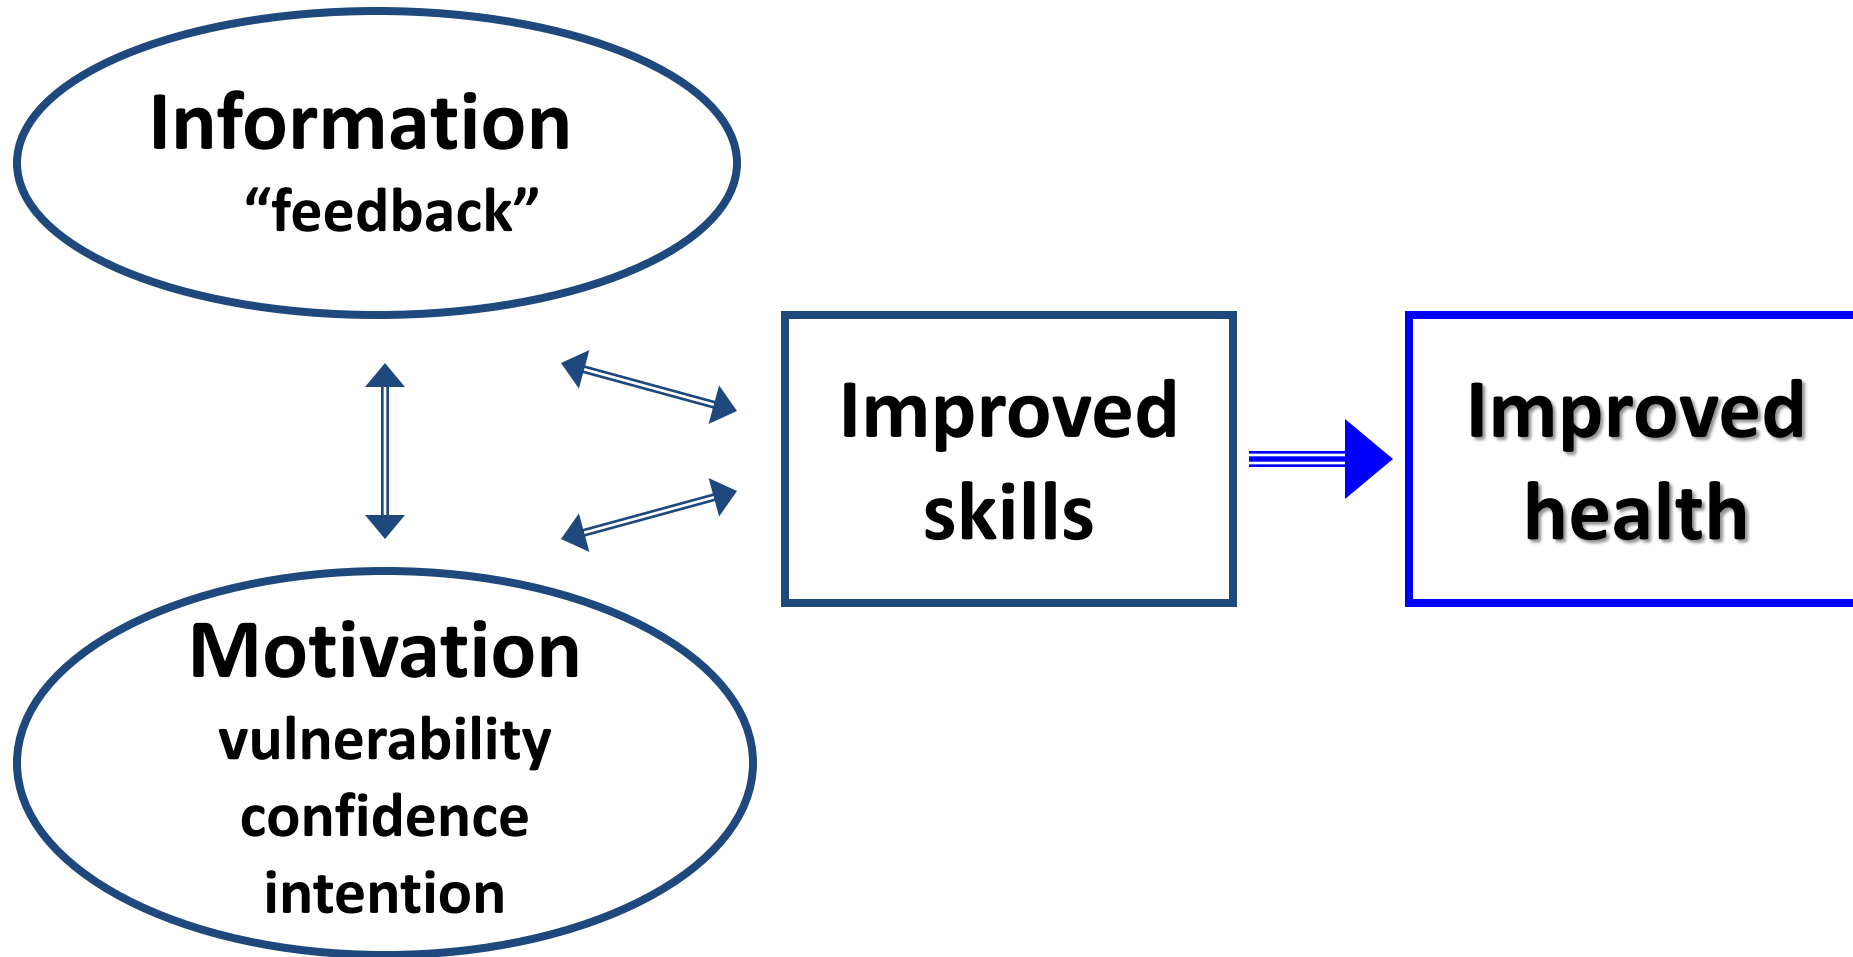 Information
“feedback”
Motivation
vulnerability
confidence
intention
Improved
skills
Improved
health